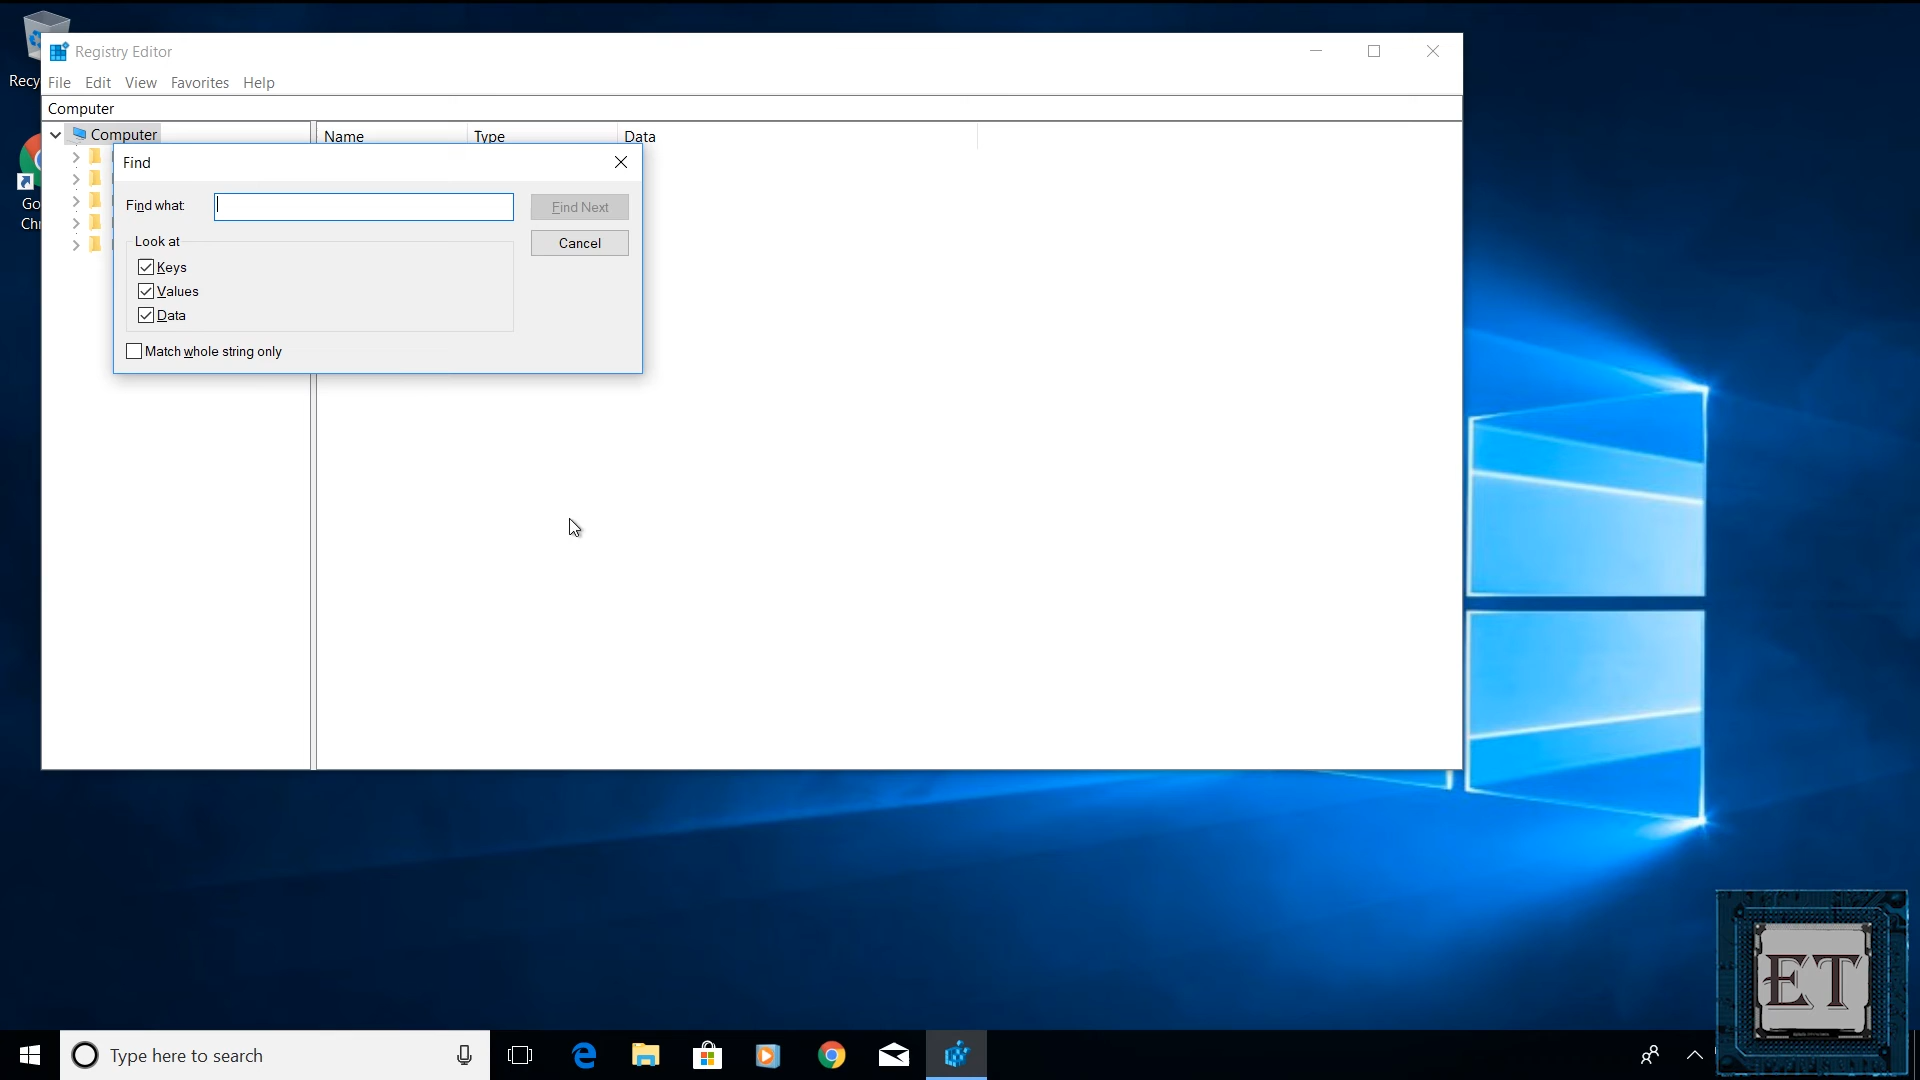 Recy
Registry Editor
File Edit View Favorites Help
Computer
Computer
Name Type Data
Find
Find what:
Find Next
Look at
Cancel
Keys
Values
Data
Match whole string only
Go
Chr
Type here to search
ET